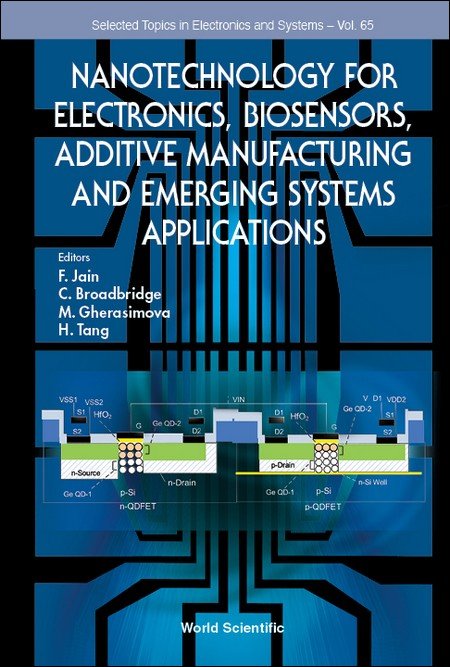 Selected Topics in Electronics and Systems – Vol. 65
NANOTECHNOLOGY FOR
ELECTRONICS, BIOSENSORS,
ADDITIVE MANUFACTURING
AND EMERGING SYSTEMS
APPLICATIONS
Editors
F. Jain
C. Broadbridge
M. Gherasimova
H. Tang
VSS1
VSS2
S1
S2
HfO₂
G
Ge QD-2
D1
D2
VIN
HfO₂
G
Ge QD-2
V D1
VDD2
S1
S2
D1
D2
n-Source
n-Drain
Ge QD-1
p-Si
n-QDFET
p-Drain
n-Si Well
Ge QD-1
p-Si
p-QDFET
World Scientific